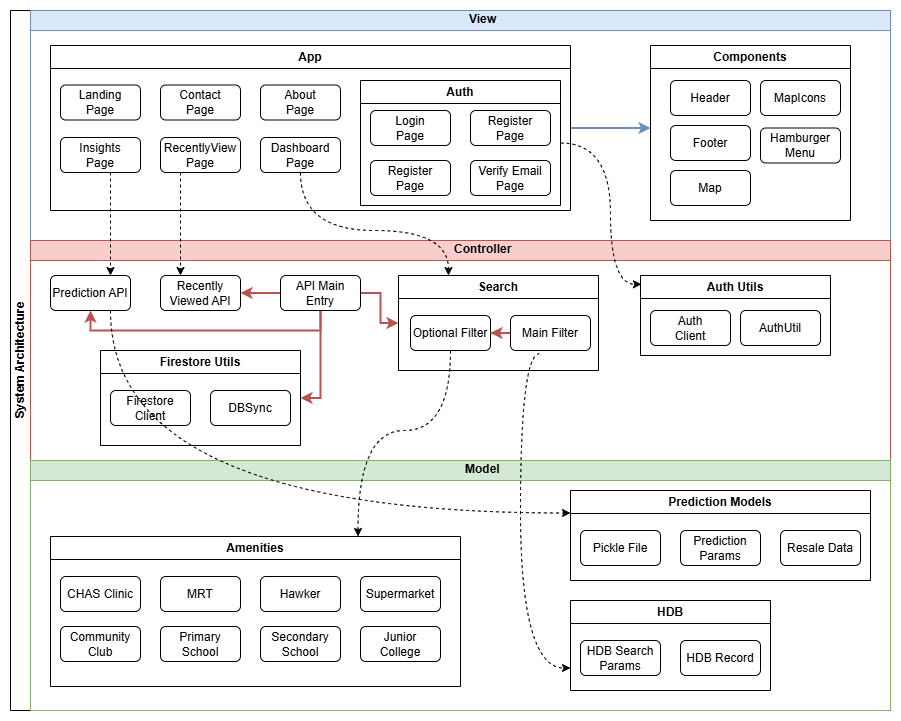 System Architecture
View
App
Landing
Page
Contact
Page
About
Page
Insights
Page
RecentlyView
Page
Dashboard
Page
Auth
Login
Page
Register
Page
Register
Page
Verify Email
Page
Components
Header
MapIcons
Footer
Hamburger
Menu
Map
Controller
Prediction API
Recently
Viewed API
API Main
Entry
Search
Optional Filter
Main Filter
Auth Utils
Auth
Client
AuthUtil
Firestore Utils
Firestore
Client
DBSync
Model
Prediction Models
Pickle File
Prediction
Params
Resale Data
Amenities
CHAS Clinic
MRT
Hawker
Supermarket
Community
Club
Primary
School
Secondary
School
Junior
College
HDB
HDB Search
Params
HDB Record